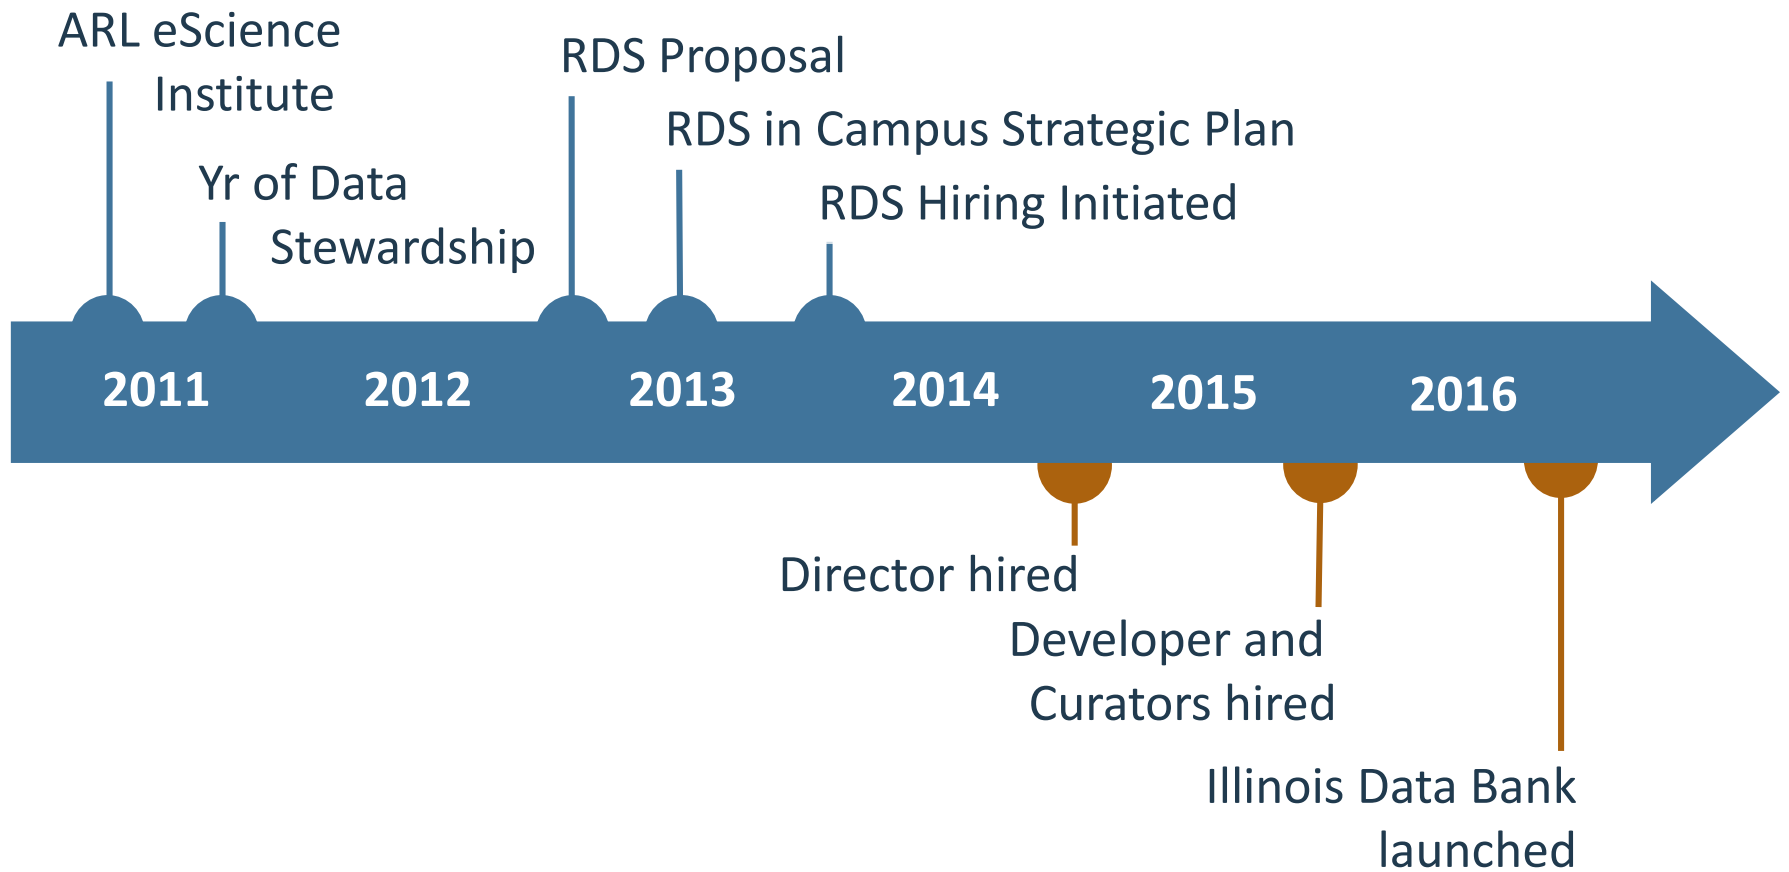 ARL eScience
Institute
Yr of Data
Stewardship
RDS Proposal
RDS in Campus Strategic Plan
RDS Hiring Initiated
2011 2012 2013 2014 2015 2016
Director hired
Developer and
Curators hired
Illinois Data Bank
launched